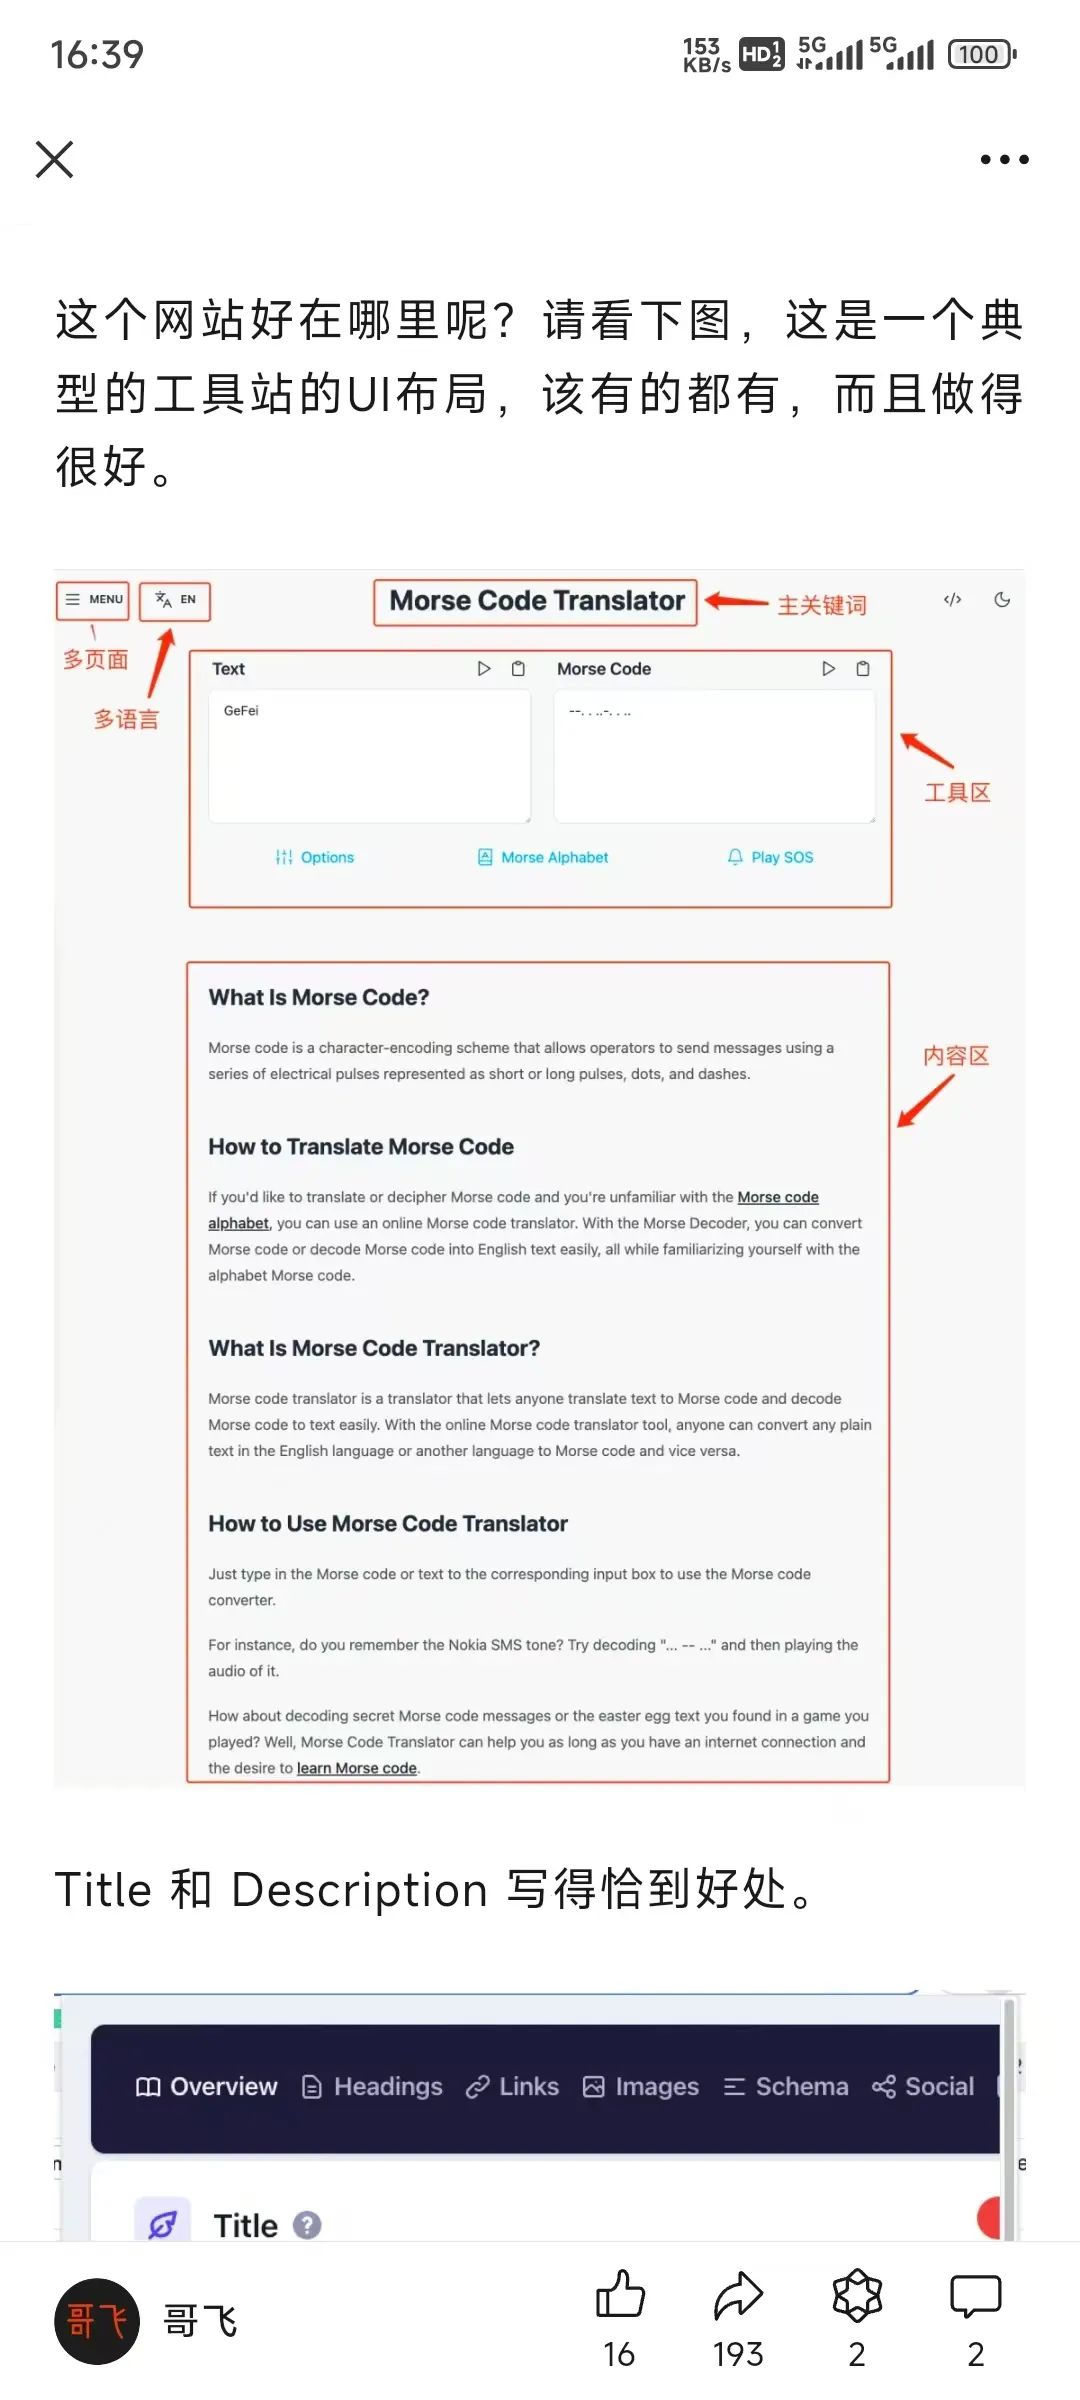 16:39
153 KB/s HD 1 2 5G 5G 100
这个网站好在哪里呢？请看下图，这是一个典
型的工具站的UI布局，该有的都有，而且做得
很好。
MENU
EN
Morse Code Translator
主关键词
</>
多页面
多语言
Text
Morse Code
GeFei
--. . ..-. . ..
工具区
Options
Morse Alphabet
Play SOS
What Is Morse Code?
Morse code is a character-encoding scheme that allows operators to send messages using a
series of electrical pulses represented as short or long pulses, dots, and dashes.
内容区
How to Translate Morse Code
If you'd like to translate or decipher Morse code and you're unfamiliar with the Morse code
alphabet, you can use an online Morse code translator. With the Morse Decoder, you can convert
Morse code or decode Morse code into English text easily, all while familiarizing yourself with the
alphabet Morse code.
What Is Morse Code Translator?
Morse code translator is a translator that lets anyone translate text to Morse code and decode
Morse code to text easily. With the online Morse code translator tool, anyone can convert any plain
text in the English language or another language to Morse code and vice versa.
How to Use Morse Code Translator
Just type in the Morse code or text to the corresponding input box to use the Morse code
converter.
For instance, do you remember the Nokia SMS tone? Try decoding "... -- ..." and then playing the
audio of it.
How about decoding secret Morse code messages or the easter egg text you found in a game you
played? Well, Morse Code Translator can help you as long as you have an internet connection and
the desire to learn Morse code.
Title 和 Description 写得恰到好处。
Overview Headings Links Images Schema Social
Title ?
哥飞 哥飞
16 193 2 2